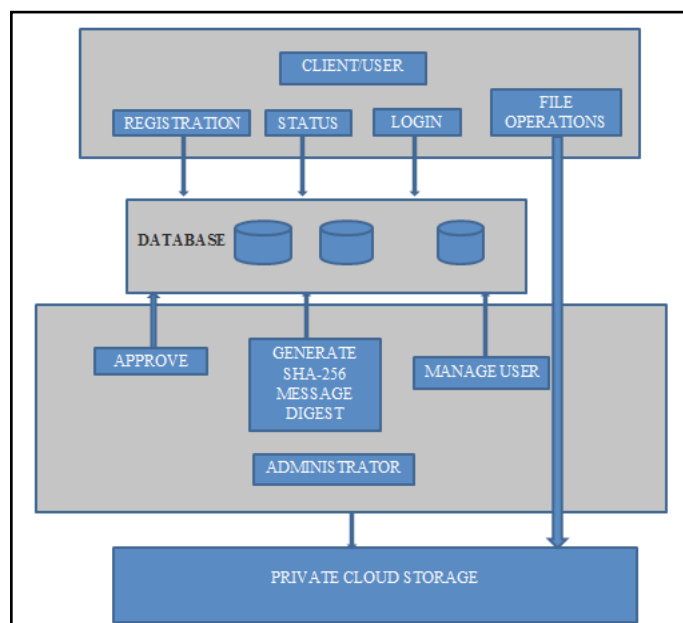 CLIENT/USER
REGISTRATION
STATUS
LOGIN
FILE
OPERATIONS
DATABASE
APPROVE
GENERATE
SHA-256
MESSAGE
DIGEST
MANAGE USER
ADMINISTRATOR
PRIVATE CLOUD STORAGE